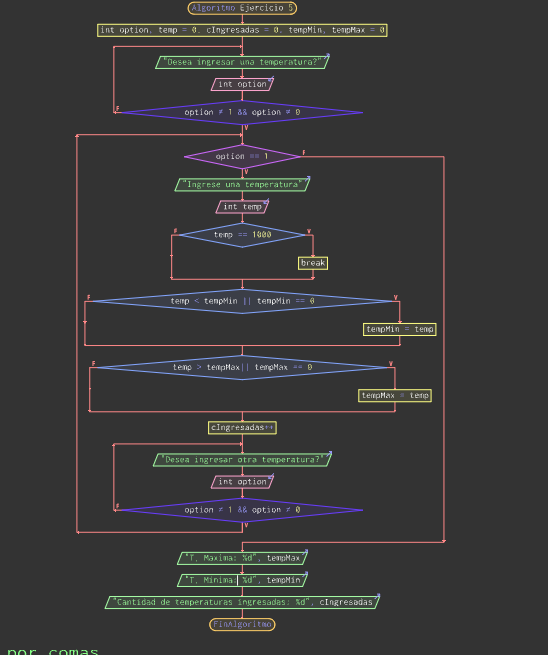 Algoritmo Ejercicio 5
int option, temp = 0, cIngresadas = 0, tempMin, tempMax = 0
"Desea ingresar una temperatura?"
int option
option ≠ 1 && option ≠ 0
F
V
option == 1
F
V
"Ingrese una temperatura"
int temp
F
temp == 1000
V
break
F
temp < tempMin || tempMin == 0
V
tempMin = temp
F
temp > tempMax|| tempMax == 0
V
tempMax = temp
cIngresadas++
"Desea ingresar otra temperatura?"
int option
option ≠ 1 && option ≠ 0
F
V
"T. Maxima: %d", tempMax
"T. Minima: %d", tempMin
"Cantidad de temperaturas ingresadas: %d", cIngresadas
FinAlgoritmo
por comas